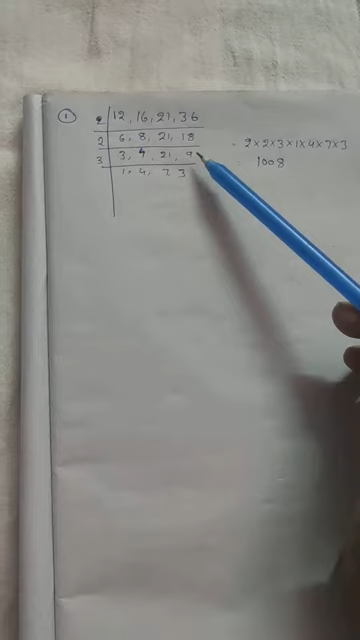 ① 2 | 12, 16, 21, 36
2 | 6, 8, 21, 18
3 | 3, 4, 21, 9
1, 4, 7, 3
= 2×2×3×1×4×7×3
1008